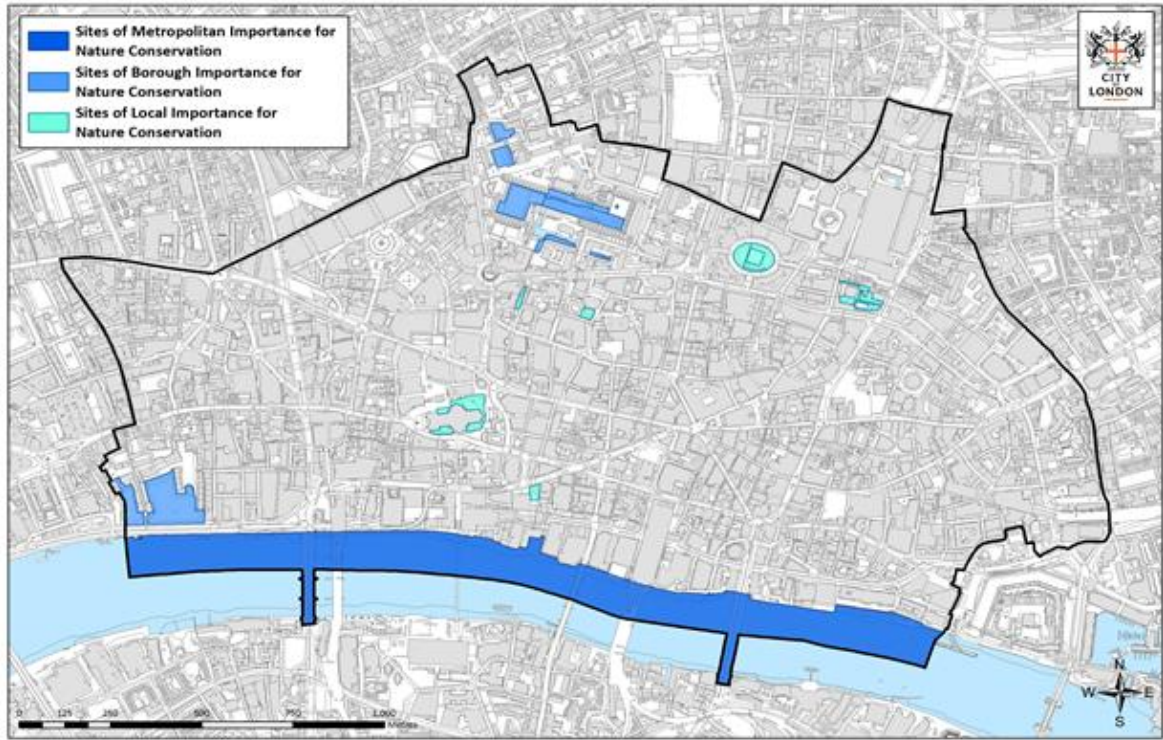 Sites of Metropolitan Importance for
Nature Conservation
Sites of Borough Importance for
Nature Conservation
Sites of Local Importance for
Nature Conservation
CITY
LONDON
N
W
E
S
0
125
250
500
750
1,000
Metres